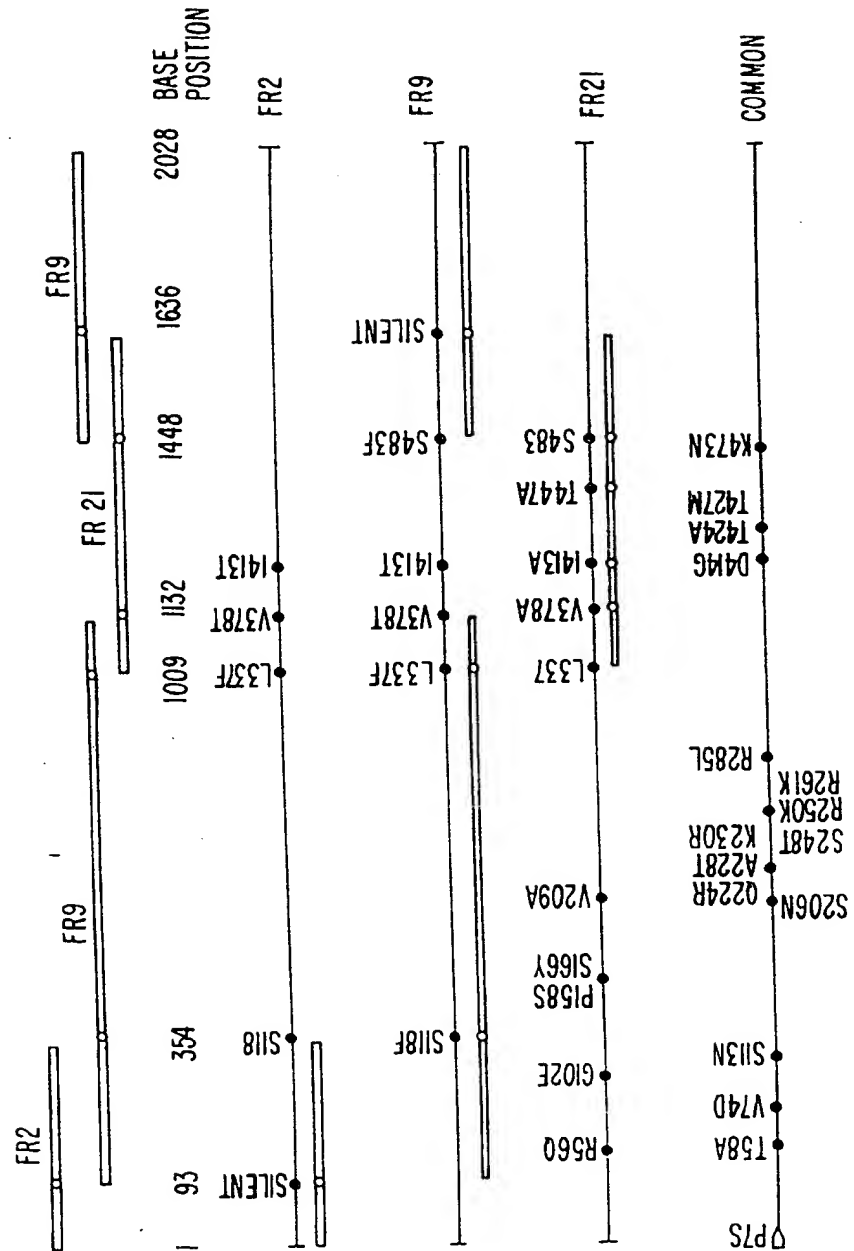 FR2
FR9
FR 21
FR9
1
93
354
1009
1132
1448
1636
2028
BASE
POSITION
SILENT
S118
L337F
V378T
I413T
FR2
S118F
L337F
V378T
I413T
S483F
SILENT
FR9
R56Q
G102E
P158S
S166Y
V209A
L337
V378A
I413A
T447A
S483
FR21
P7S
T58A
V74D
S113N
S206N
Q224R
A228T
K230R
S248T
R250K
R261K
R285L
D414G
T424A
T427M
K473N
COMMON